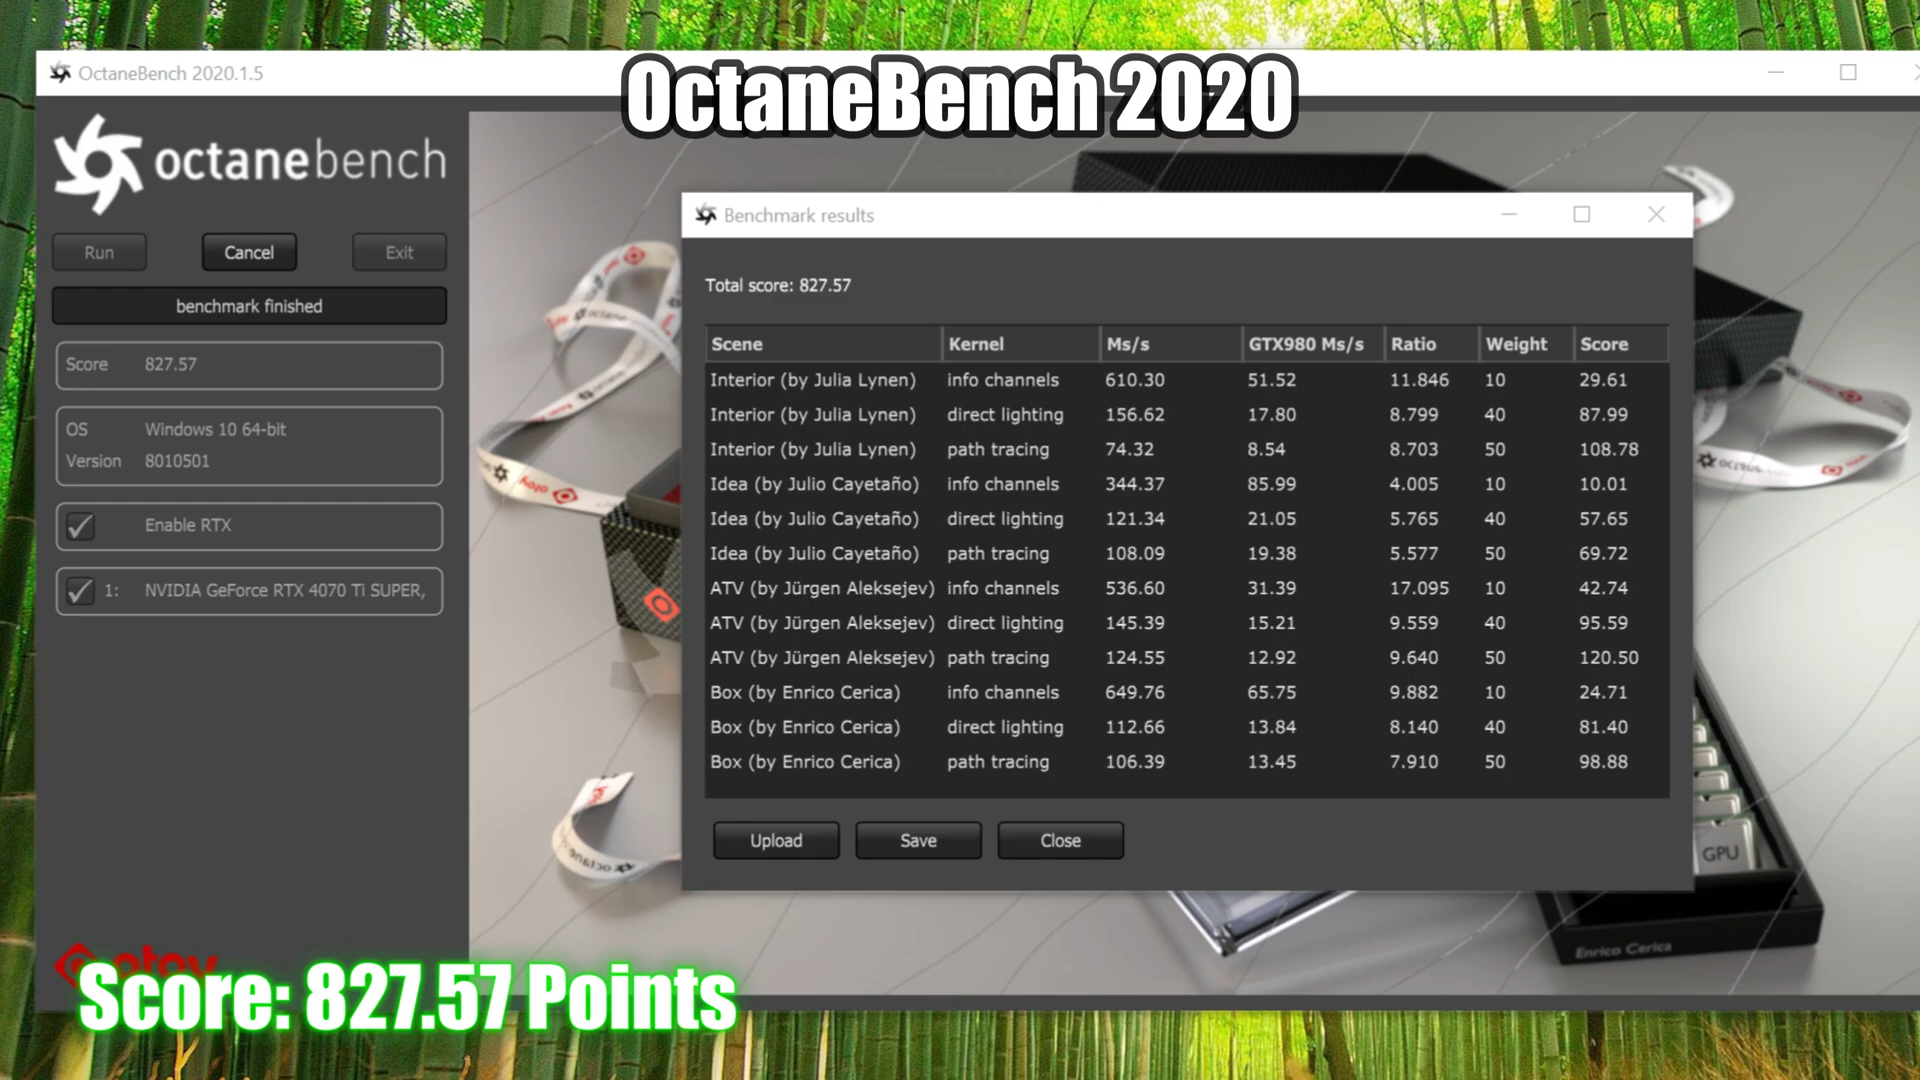 OctaneBench 2020.1.5
OctaneBench 2020
octanebench
Run Cancel Exit
benchmark finished
Score 827.57
OS Windows 10 64-bit
Version 8010501
Enable RTX
1: NVIDIA GeForce RTX 4070 Ti SUPER,
Benchmark results
Total score: 827.57
Scene Kernel Ms/s GTX980 Ms/s Ratio Weight Score
Interior (by Julia Lynen) info channels 610.30 51.52 11.846 10 29.61
Interior (by Julia Lynen) direct lighting 156.62 17.80 8.799 40 87.99
Interior (by Julia Lynen) path tracing 74.32 8.54 8.703 50 108.78
Idea (by Julio Cayetaño) info channels 344.37 85.99 4.005 10 10.01
Idea (by Julio Cayetaño) direct lighting 121.34 21.05 5.765 40 57.65
Idea (by Julio Cayetaño) path tracing 108.09 19.38 5.577 50 69.72
ATV (by Jürgen Aleksejev) info channels 536.60 31.39 17.095 10 42.74
ATV (by Jürgen Aleksejev) direct lighting 145.39 15.21 9.559 40 95.59
ATV (by Jürgen Aleksejev) path tracing 124.55 12.92 9.640 50 120.50
Box (by Enrico Cerica) info channels 649.76 65.75 9.882 10 24.71
Box (by Enrico Cerica) direct lighting 112.66 13.84 8.140 40 81.40
Box (by Enrico Cerica) path tracing 106.39 13.45 7.910 50 98.88
Upload Save Close
GPU
Enrico Cerica
otoy
Score: 827.57 Points